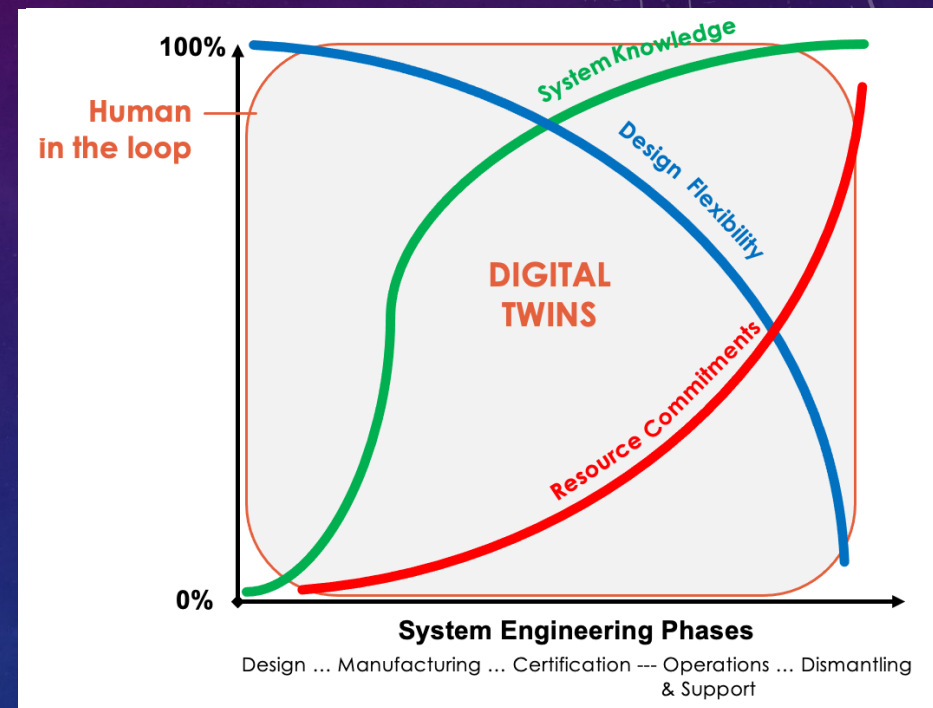 100%
System Knowledge
Human
in the loop
Design Flexibility
DIGITAL
TWINS
Resource Commitments
0%
System Engineering Phases
Design ... Manufacturing ... Certification --- Operations ... Dismantling
& Support